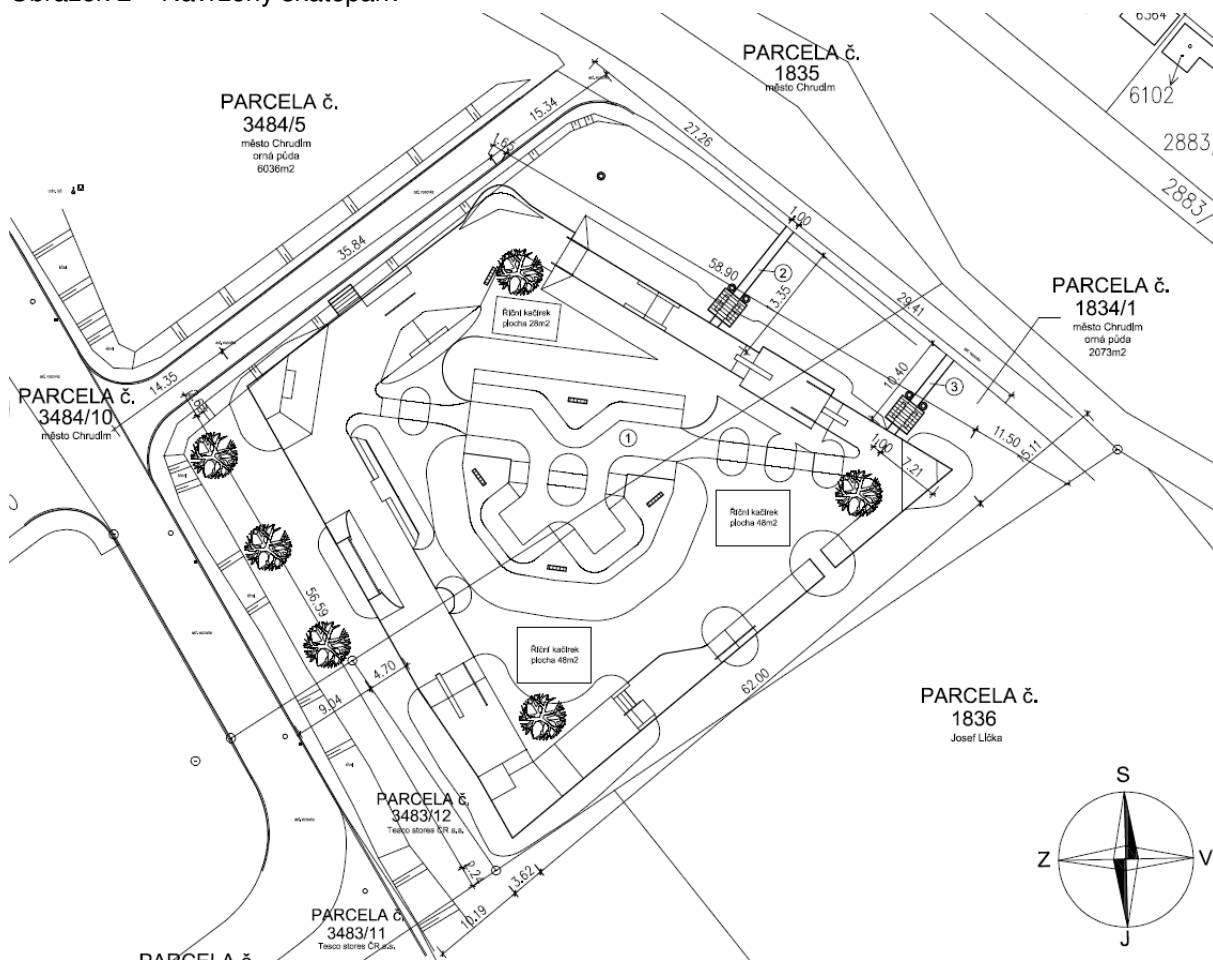 PARCELA č.
3484/5
město Chrudim
orná půda
6036m2
PARCELA č.
1835
město Chrudim
6364
6102
2883
2883
15.34
1.65
27.26
1.00
35.84
58.90
2
13.35
29.41
PARCELA č.
1834/1
město Chrudim
orná půda
2073m2
Říční kačírek
plocha 28m2
14.35
PARCELA č.
3484/10
město Chrudim
10.40
3
1
11.50
15.11
1.00
7.21
Říční kačírek
plocha 48m2
56.59
Říční kačírek
plocha 48m2
4.70
9.04
62.00
PARCELA č.
1836
Josef Lička
PARCELA č.
3483/12
Tesco stores ČR a.s.
2.24
3.62
10.19
PARCELA č.
3483/11
Tesco stores ČR a.s.
S
Z
V
J